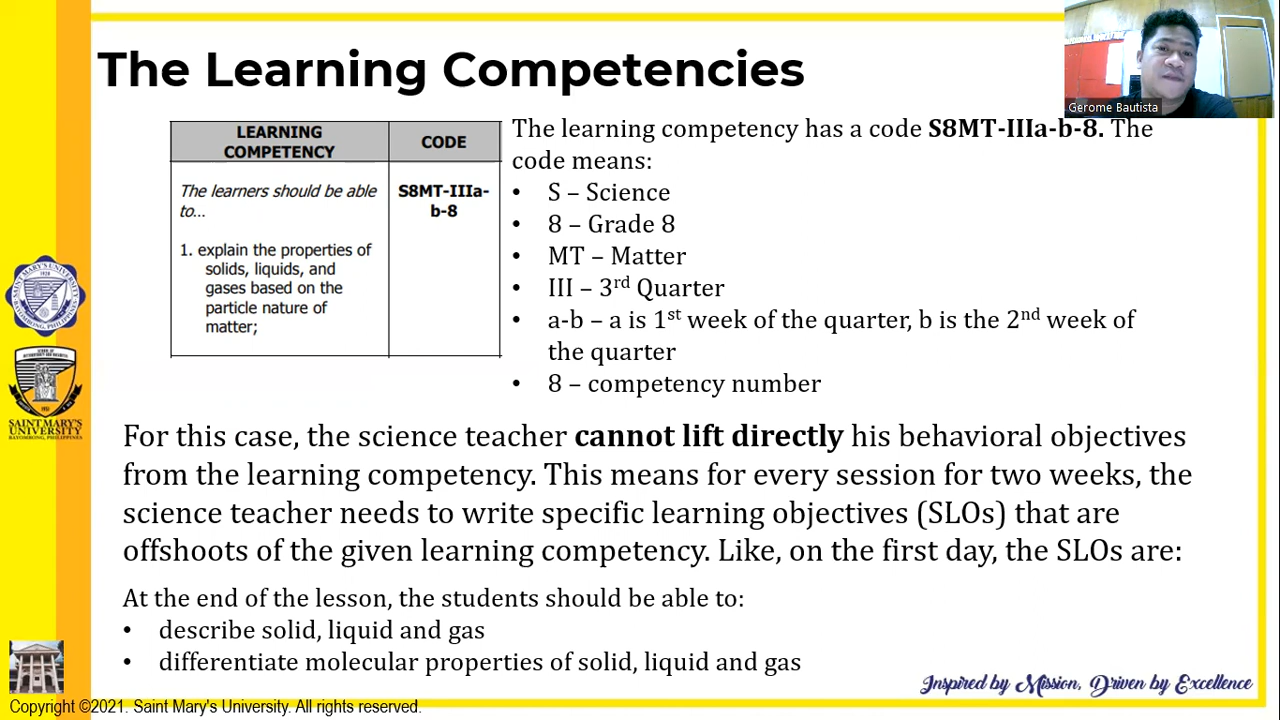 The Learning Competencies
Gerome Bautista
LEARNING
COMPETENCY
CODE
The learners should be able
to...
S8MT-IIIa-
b-8
1. explain the properties of
solids, liquids, and
gases based on the
particle nature of
matter;
The learning competency has a code S8MT-IIIa-b-8. The
code means:
• S – Science
• 8 – Grade 8
• MT – Matter
• III – 3rd Quarter
• a-b – a is 1st week of the quarter, b is the 2nd week of
the quarter
• 8 – competency number
For this case, the science teacher cannot lift directly his behavioral objectives
from the learning competency. This means for every session for two weeks, the
science teacher needs to write specific learning objectives (SLOs) that are
offshoots of the given learning competency. Like, on the first day, the SLOs are:
At the end of the lesson, the students should be able to:
• describe solid, liquid and gas
• differentiate molecular properties of solid, liquid and gas
SAINT MARY'S
UNIVERSITY
BAYOMBONG, PHILIPPINES
Inspired by Mission, Driven by Excellence
Copyright ©2021. Saint Mary's University. All rights reserved.